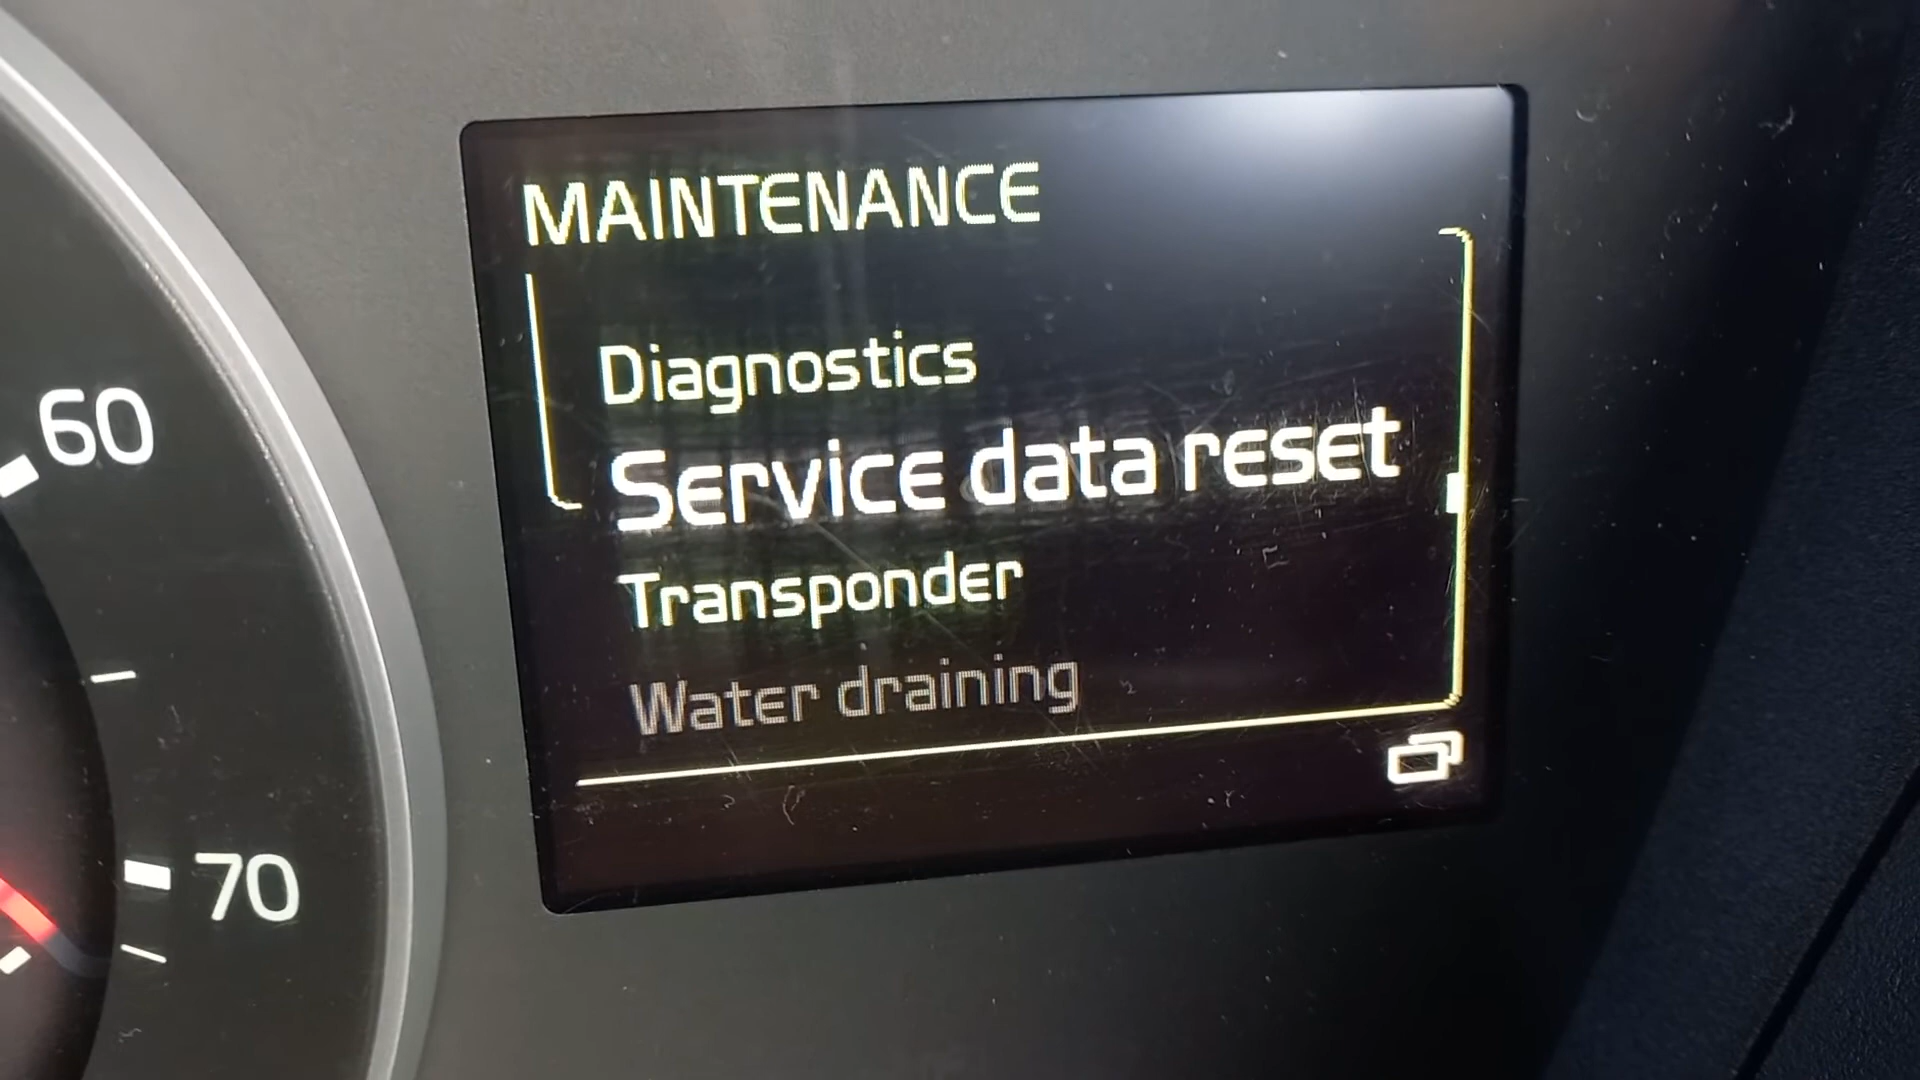 MAINTENANCE
Diagnostics
Service data reset
Transponder
Water draining
60
70